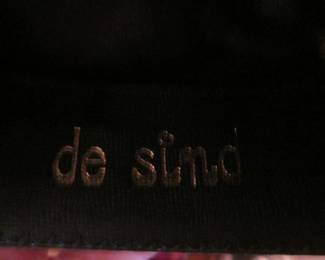 de sind